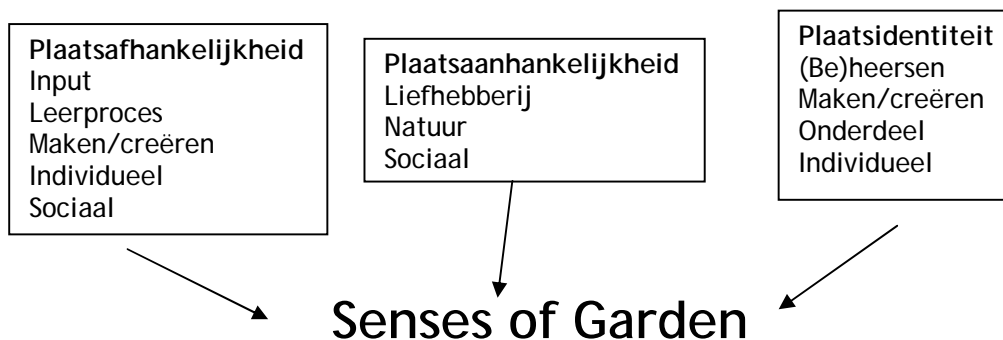 Plaatsafhankelijkheid
Input
Leerproces
Maken/creëren
Individueel
Sociaal
Plaatsaanhankelijkheid
Liefhebberij
Natuur
Sociaal
Plaatsidentiteit
(Be)heersen
Maken/creëren
Onderdeel
Individueel
Senses of Garden